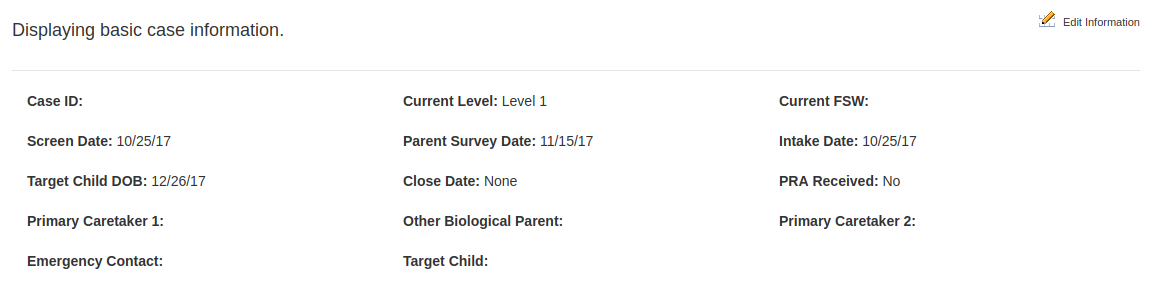 Displaying basic case information.
Edit Information
Case ID: Current Level: Level 1 Current FSW:
Screen Date: 10/25/17 Parent Survey Date: 11/15/17 Intake Date: 10/25/17
Target Child DOB: 12/26/17 Close Date: None PRA Received: No
Primary Caretaker 1: Other Biological Parent: Primary Caretaker 2:
Emergency Contact: Target Child: